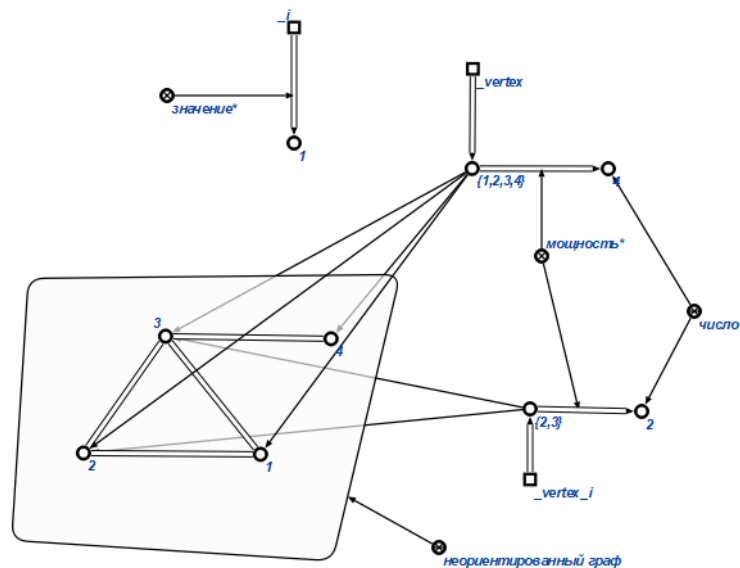 _i
_vertex
значение*
1
{1,2,3,4}
4
мощность*
3
число
4
{2,3}
2
2
1
_vertex_i
неориентированный граф